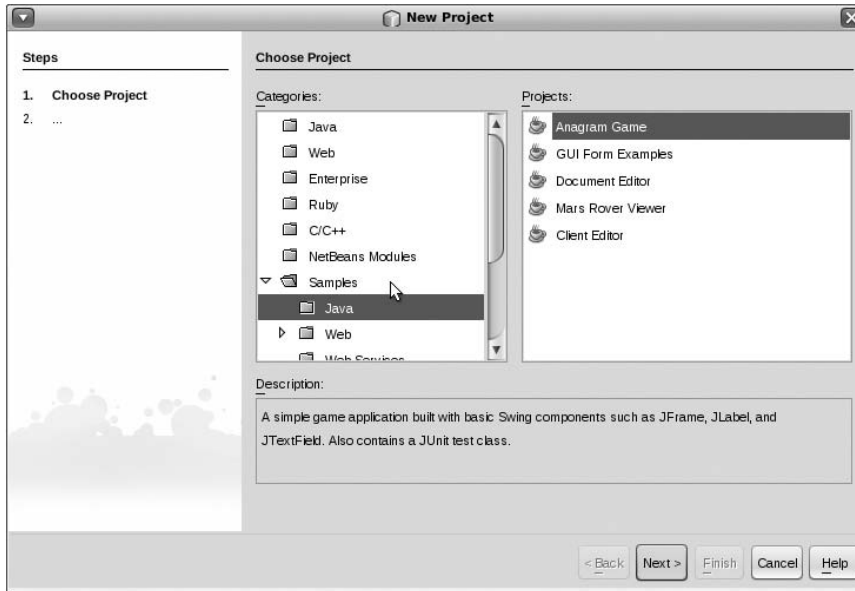 New Project
Steps
1. Choose Project
2. ...
Choose Project
Categories:
Java
Web
Enterprise
Ruby
C/C++
NetBeans Modules
Samples
Java
Web
Web Services
Projects:
Anagram Game
GUI Form Examples
Document Editor
Mars Rover Viewer
Client Editor
Description:
A simple game application built with basic Swing components such as JFrame, JLabel, and
JTextField. Also contains a JUnit test class.
< Back Next > Finish Cancel Help